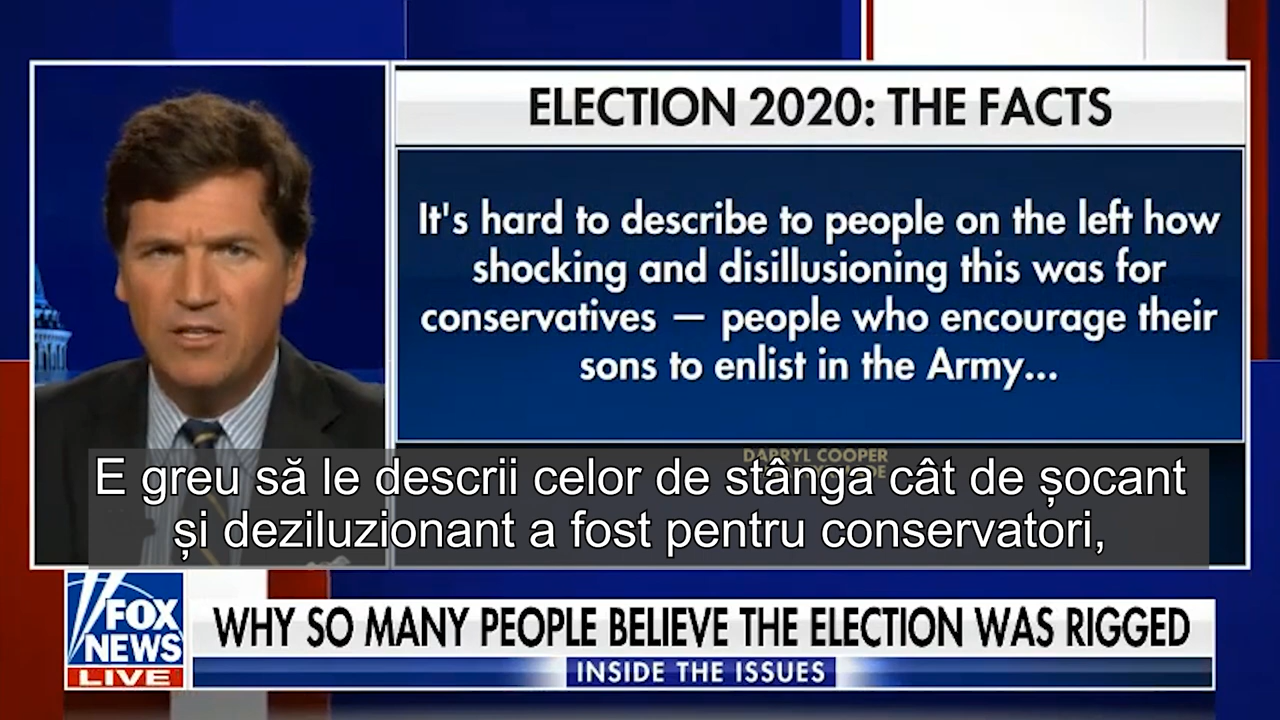 ELECTION 2020: THE FACTS
It's hard to describe to people on the left how
shocking and disillusioning this was for
conservatives — people who encourage their
sons to enlist in the Army...
DARRYL COOPER
E greu să le descrii celor de stânga cât de șocant
și deziluzionant a fost pentru conservatori,
FOX
NEWS
LIVE
WHY SO MANY PEOPLE BELIEVE THE ELECTION WAS RIGGED
INSIDE THE ISSUES